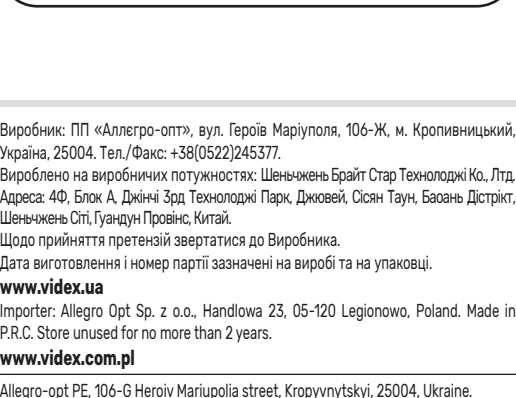 Виробник: ПП «Аллєгро-опт», вул. Героїв Маріуполя, 106-Ж, м. Кропивницький,
Україна, 25004. Тел./Факс: +38(0522)245377.
Вироблено на виробничих потужностях: Шеньчжень Брайт Стар Технолоджі Ко., Лтд.
Адреса: 4Ф, Блок А, Джінчі 3рд Технолоджі Парк, Джювей, Сісян Таун, Баоань Дістрікт,
Шеньчжень Сіті, Гуандун Провінс, Китай.
Щодо прийняття претензій звертатися до Виробника.
Дата виготовлення і номер партії зазначені на виробі та на упаковці.
www.videx.ua
Importer: Allegro Opt Sp. z o.o., Handlowa 23, 05-120 Legionowo, Poland. Made in
P.R.C. Store unused for no more than 2 years.
www.videx.com.pl
Allegro-opt PE, 106-G Heroiv Mariupolia street, Kropyvnytskyi, 25004, Ukraine.